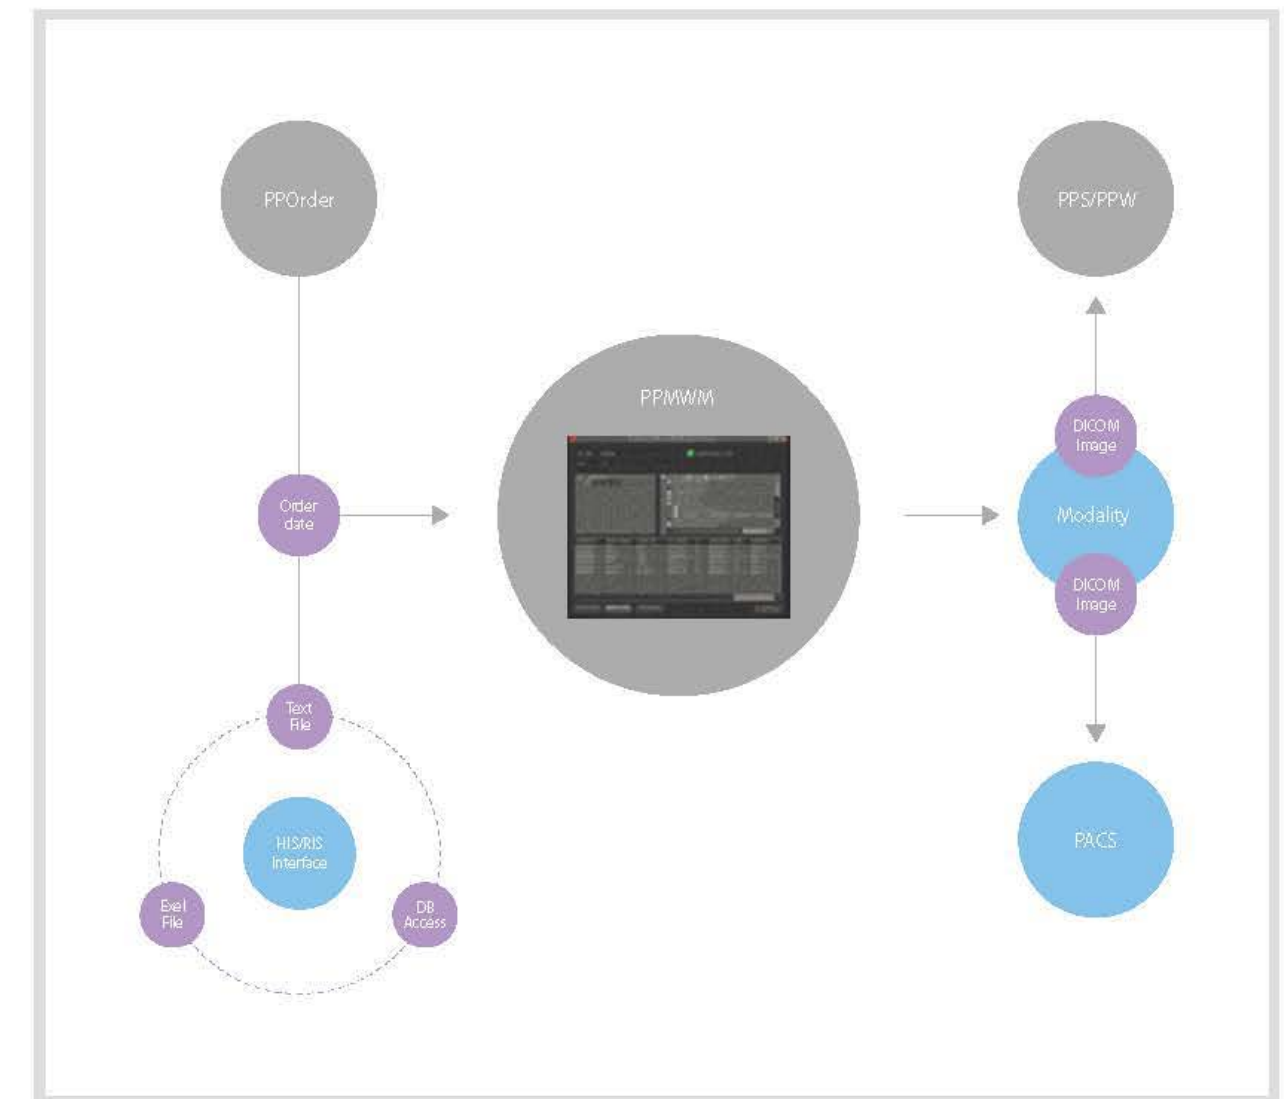 PPOrder
PPS/PPW
PPMWM
DICOM
Image
Order
date
Modality
DICOM
Image
Text
File
HIS/RIS
Interface
PACS
Exel
File
DB
Access